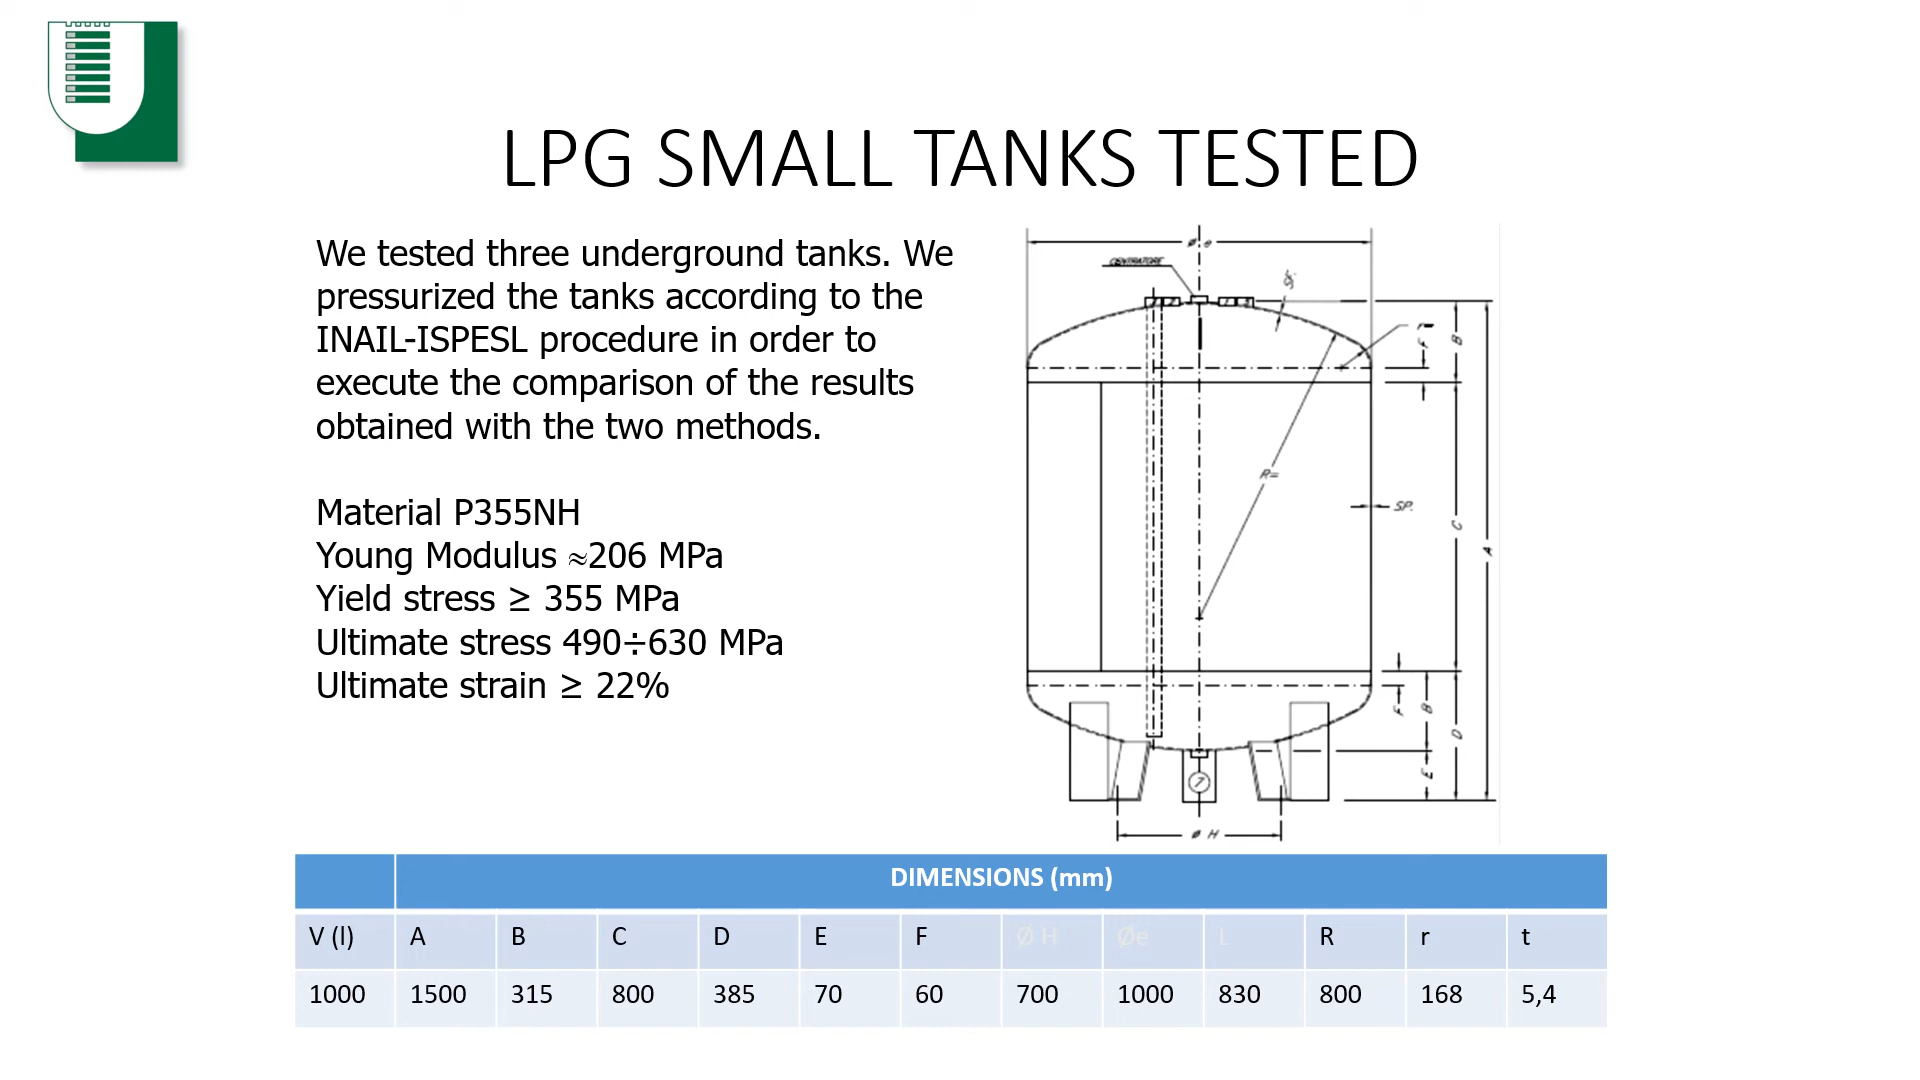 LPG SMALL TANKS TESTED
We tested three underground tanks. We
pressurized the tanks according to the
INAIL-ISPESL procedure in order to
execute the comparison of the results
obtained with the two methods.
Material P355NH
Young Modulus ≈206 MPa
Yield stress ≥ 355 MPa
Ultimate stress 490÷630 MPa
Ultimate strain ≥ 22%
Ø e
CENTRATORE
F
B
R=
SP.
C
A
F
B
D
E
7
Ø H
DIMENSIONS (mm)
V (l) A B C D E F Ø H Øe L R r t
1000 1500 315 800 385 70 60 700 1000 830 800 168 5,4